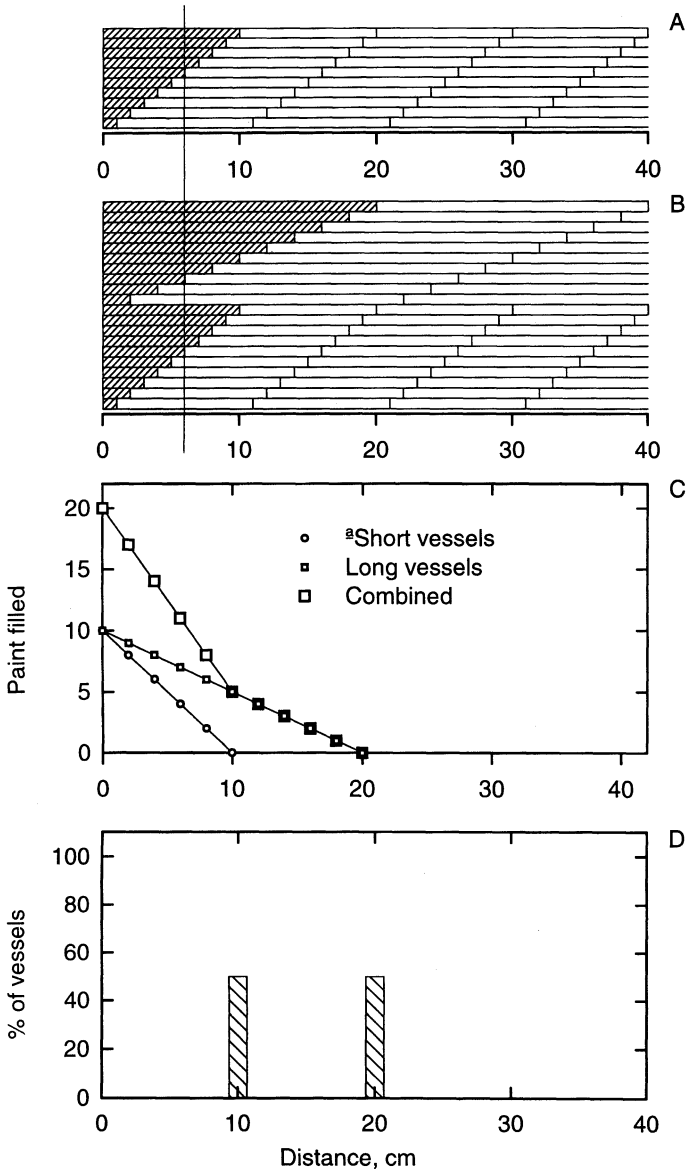 A
0 10 20 30 40
B
0 10 20 30 40
C
20
15
10
5
0
Paint filled
ªShort vessels
Long vessels
Combined
0 10 20 30 40
D
100
80
60
40
20
0
% of vessels
0 10 20 30 40
Distance, cm